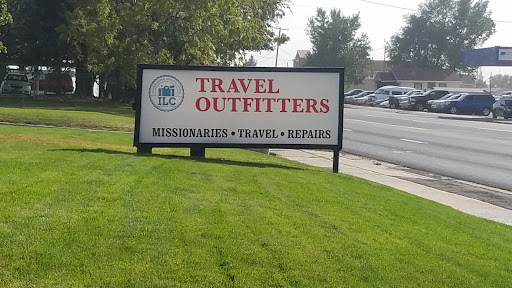 ILC
TRAVEL
OUTFITTERS
MISSIONARIES • TRAVEL • REPAIRS